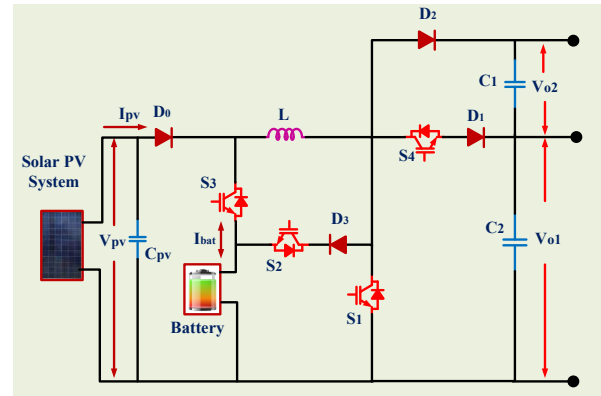 D2
C1
Vo2
Ipv
D0
L
D1
S4
Solar PV
System
S3
Ibat
D3
Vpv
Cpv
S2
C2
Vo1
S1
Battery